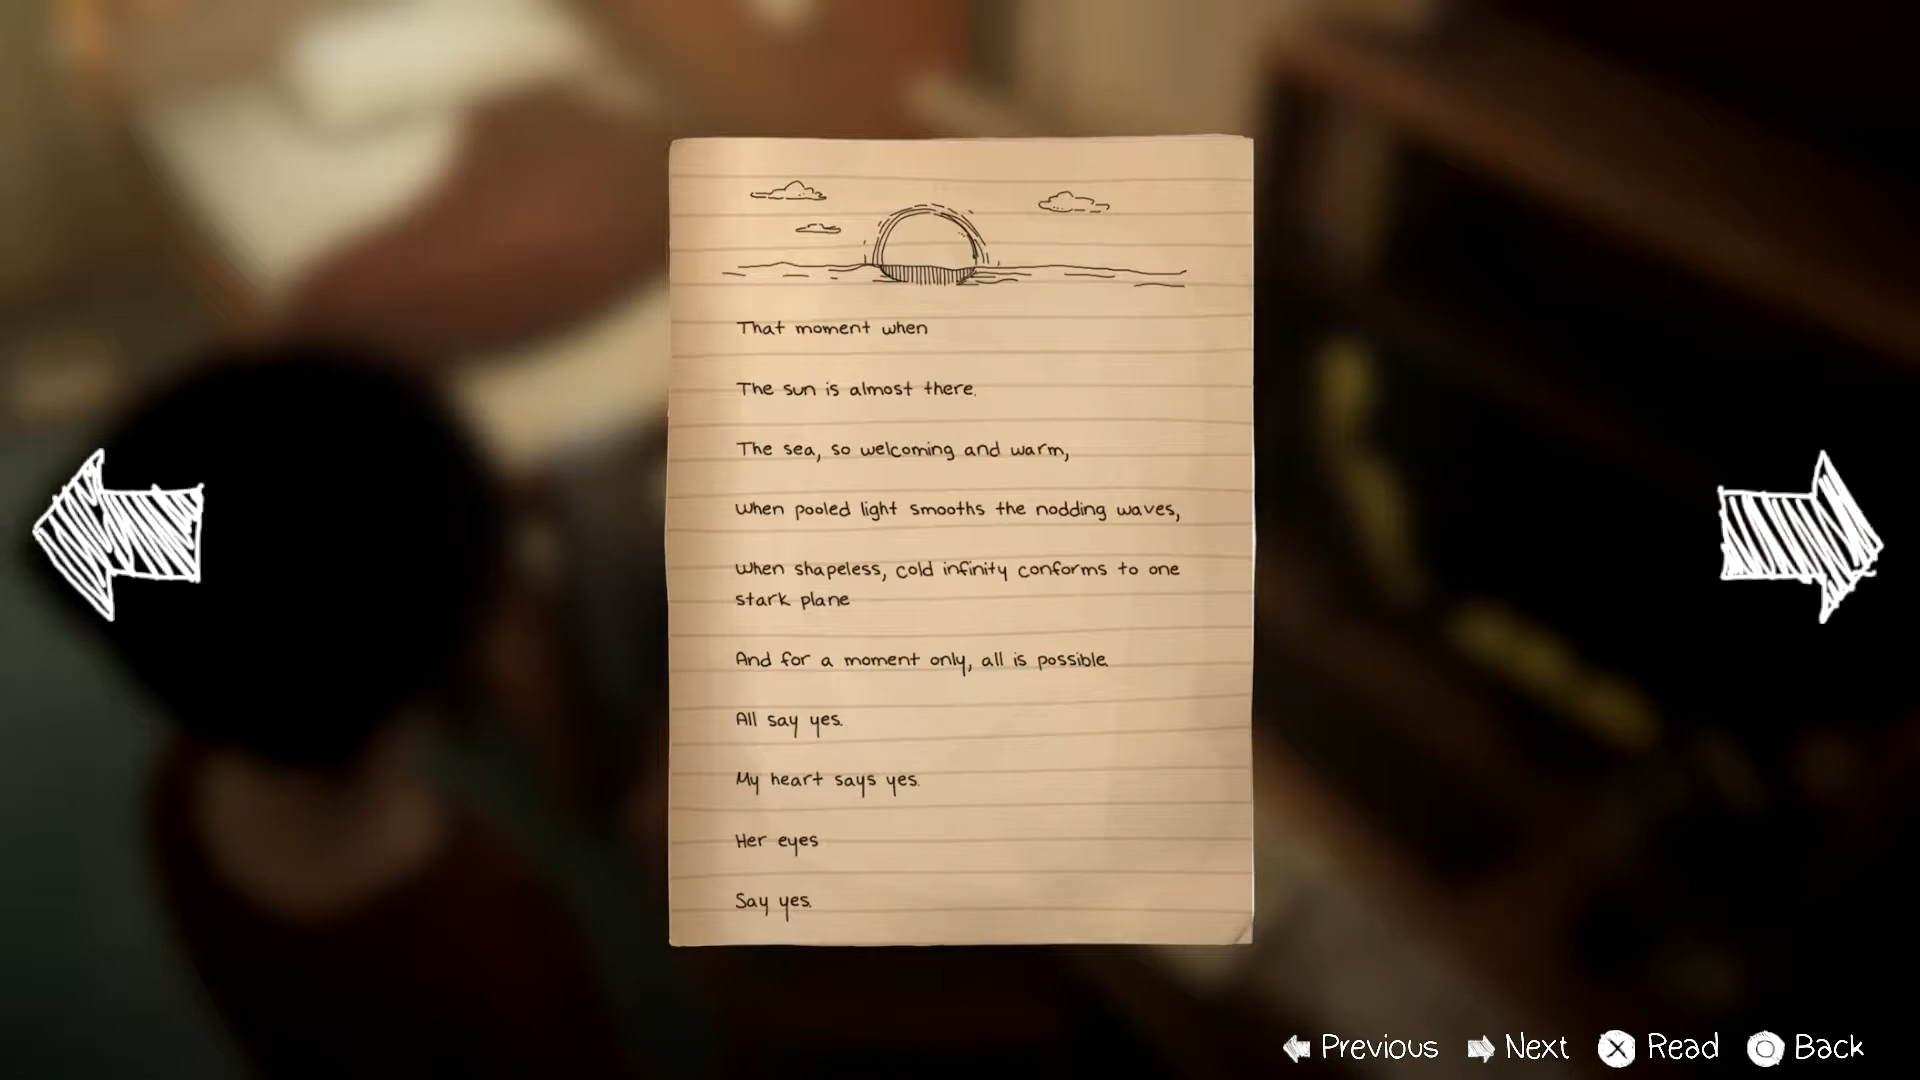 That moment when
The sun is almost there.
The sea, so welcoming and warm,
When pooled light smooths the nodding waves,
When shapeless, cold infinity conforms to one
stark plane
And for a moment only, all is possible.
All say yes.
My heart says yes.
Her eyes
Say yes.
Previous Next Read Back